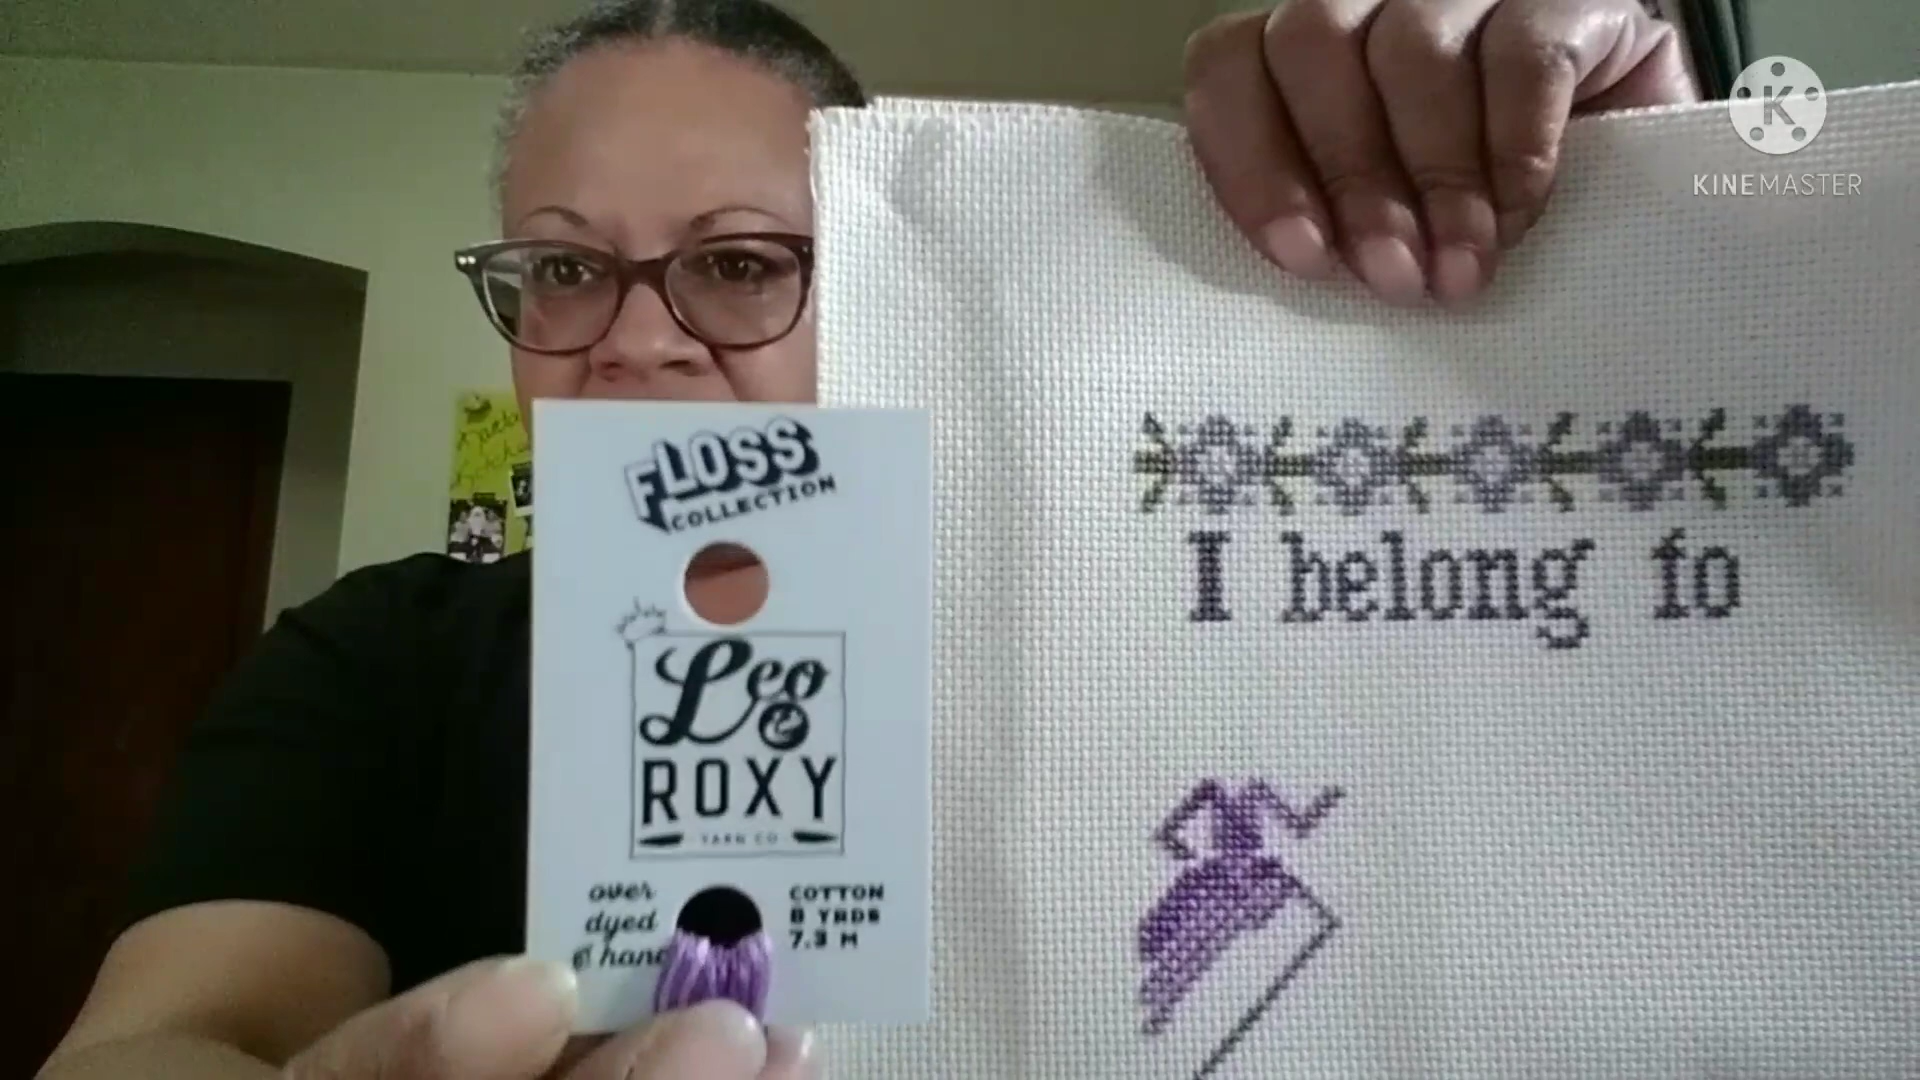 FLOSS
COLLECTION
Leo
&
ROXY
YARN CO
over
dyed
& hand
COTTON
8 YRDS
7.3 M
I belong to
K
KINEMASTER